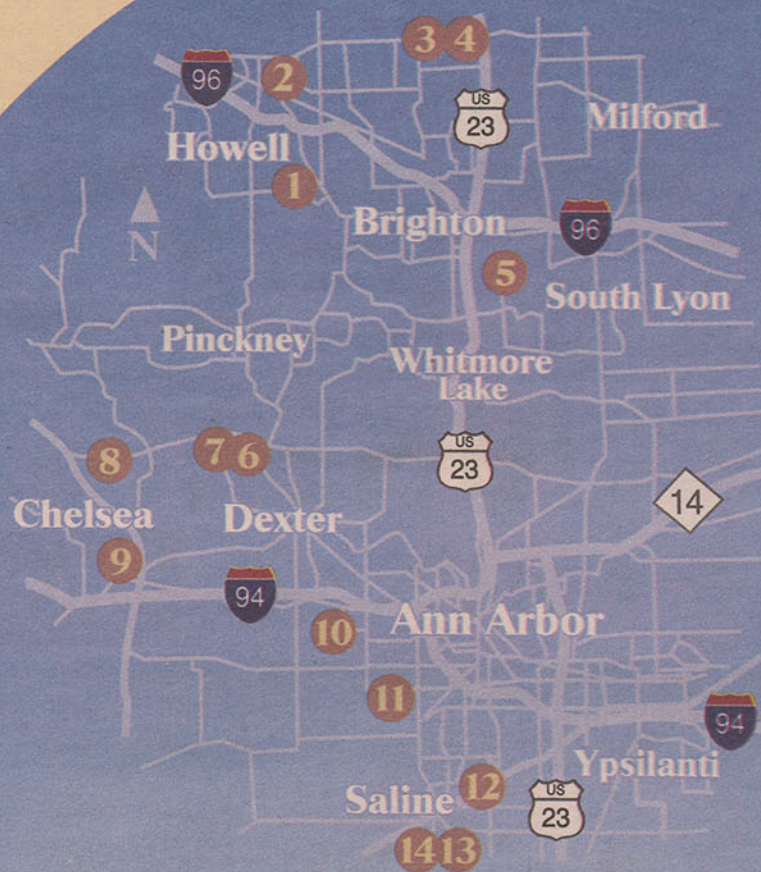 3 4
96
2
US
23
Milford
Howell
1
Brighton
96
N
5
South Lyon
Pinckney
Whitmore
Lake
7 6
8
US
23
14
Chelsea
Dexter
9
94
Ann Arbor
10
11
94
Ypsilanti
12
Saline
US
23
14 13